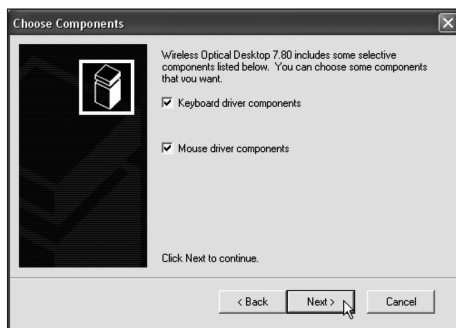 Choose Components
Wireless Optical Desktop 7.80 includes some selective
components listed below. You can choose some components
that you want.
Keyboard driver components
Mouse driver components
Click Next to continue.
< Back
Next >
Cancel